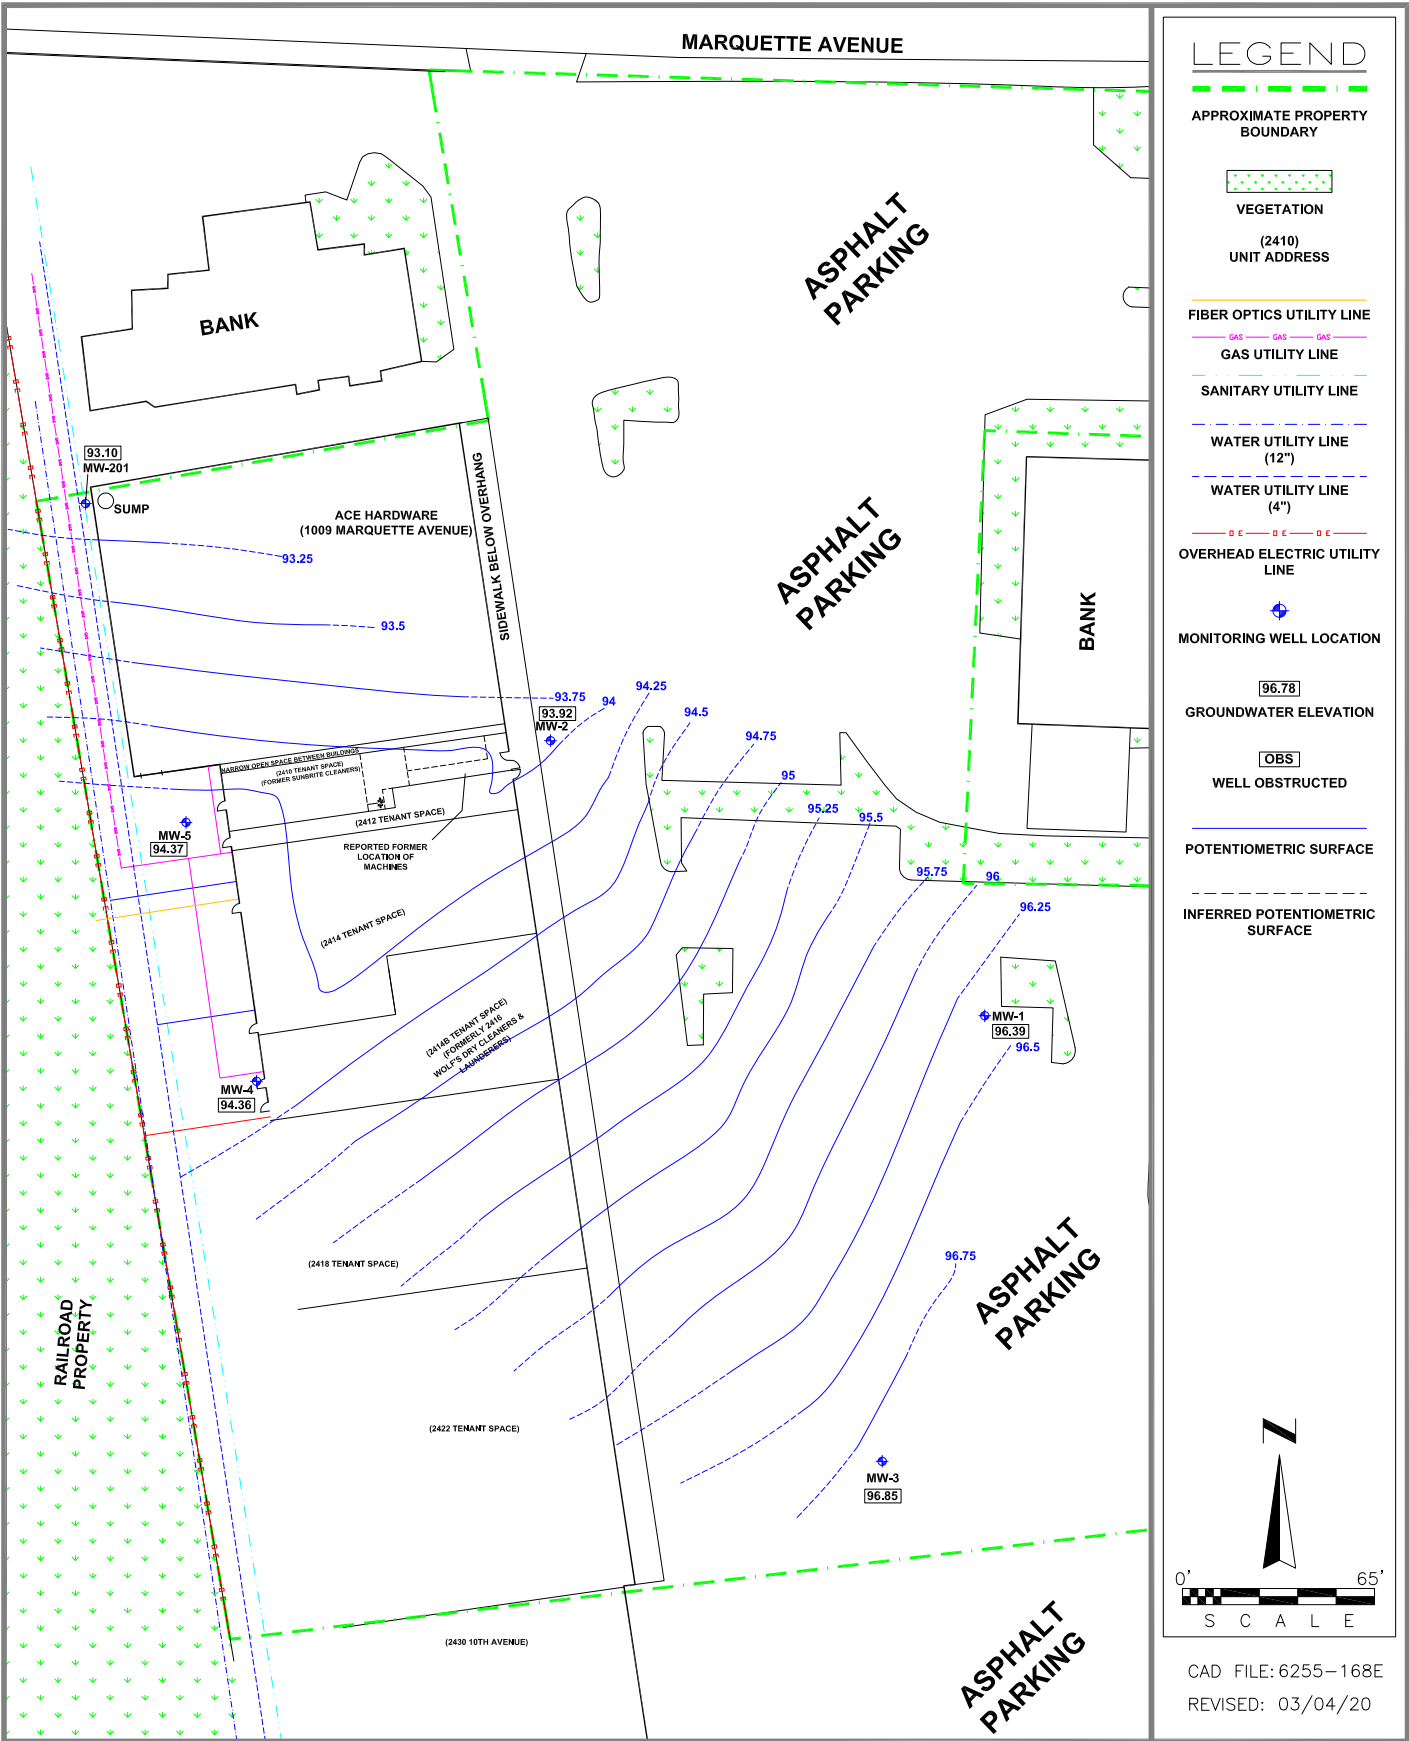 MARQUETTE AVENUE
ASPHALT
PARKING
BANK
93.10
MW-201
SUMP
ACE HARDWARE
(1009 MARQUETTE AVENUE)
SIDEWALK BELOW OVERHANG
ASPHALT
PARKING
BANK
93.25
93.5
93.75
94
94.25
94.5
94.75
95
95.25
95.5
95.75
96
96.25
96.5
96.75
93.92
MW-2
NARROW OPEN SPACE BETWEEN BUILDINGS
(2410 TENANT SPACE)
(FORMER SUNBRITE CLEANERS)
(2412 TENANT SPACE)
REPORTED FORMER
LOCATION OF
MACHINES
MW-5
94.37
(2414 TENANT SPACE)
(2414B TENANT SPACE)
(FORMERLY 2416
WOLF'S DRY CLEANERS &
LAUNDERERS)
MW-1
96.39
MW-4
94.36
(2418 TENANT SPACE)
RAILROAD
PROPERTY
ASPHALT
PARKING
(2422 TENANT SPACE)
MW-3
96.85
(2430 10TH AVENUE)
ASPHALT
PARKING
LEGEND
APPROXIMATE PROPERTY
BOUNDARY
VEGETATION
(2410)
UNIT ADDRESS
FIBER OPTICS UTILITY LINE
GAS GAS GAS
GAS UTILITY LINE
SANITARY UTILITY LINE
WATER UTILITY LINE
(12")
WATER UTILITY LINE
(4")
O E O E O E
OVERHEAD ELECTRIC UTILITY
LINE
MONITORING WELL LOCATION
96.78
GROUNDWATER ELEVATION
OBS
WELL OBSTRUCTED
POTENTIOMETRIC SURFACE
INFERRED POTENTIOMETRIC
SURFACE
N
0' 65'
S C A L E
CAD FILE:6255-168E
REVISED: 03/04/20